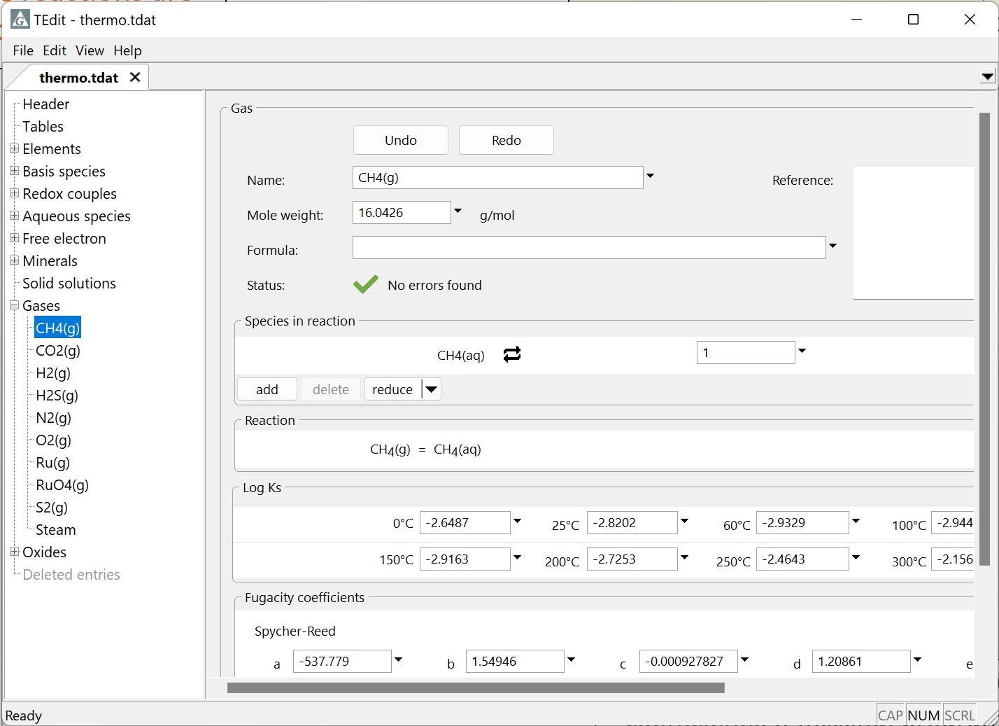 TEdit - thermo.tdat
File Edit View Help
thermo.tdat
Header
Tables
Elements
Basis species
Redox couples
Aqueous species
Free electron
Minerals
Solid solutions
Gases
CH4(g)
CO2(g)
H2(g)
H2S(g)
N2(g)
O2(g)
Ru(g)
RuO4(g)
S2(g)
Steam
Oxides
Deleted entries
Gas
Undo Redo
Name: CH4(g) Reference:
Mole weight: 16.0426 g/mol
Formula:
Status: No errors found
Species in reaction
CH4(aq) 1
add delete reduce
Reaction
CH4(g) = CH4(aq)
Log Ks
0°C -2.6487 25°C -2.8202 60°C -2.9329 100°C -2.944
150°C -2.9163 200°C -2.7253 250°C -2.4643 300°C -2.156
Fugacity coefficients
Spycher-Reed
a -537.779 b 1.54946 c -0.000927827 d 1.20861 e
Ready CAP NUM SCRL